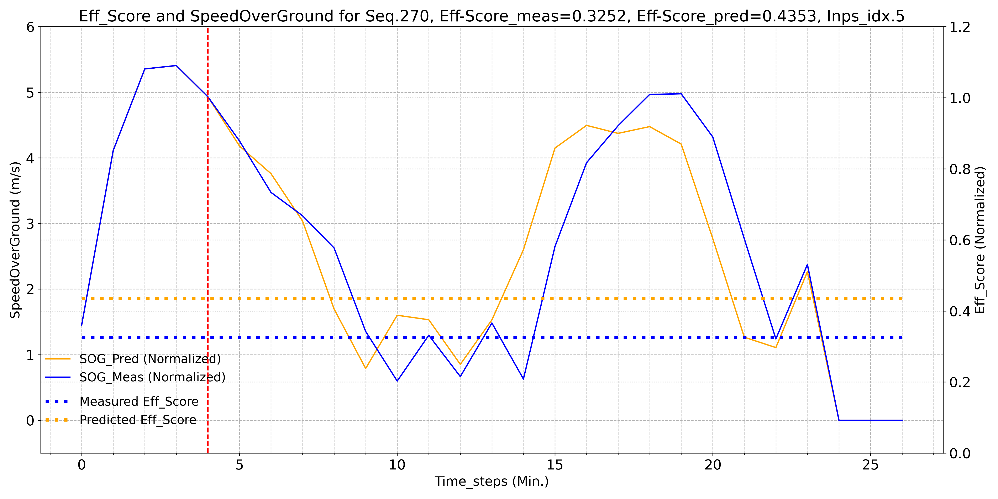 Eff_Score and SpeedOverGround for Seq.270, Eff-Score_meas=0.3252, Eff-Score_pred=0.4353, Inps_idx.5
6
5
4
3
2
1
0
SpeedOverGround (m/s)
1.2
1.0
0.8
0.6
0.4
0.2
0.0
Eff_Score (Normalized)
SOG_Pred (Normalized)
SOG_Meas (Normalized)
Measured Eff_Score
Predicted Eff_Score
0 5 10 15 20 25
Time_steps (Min.)